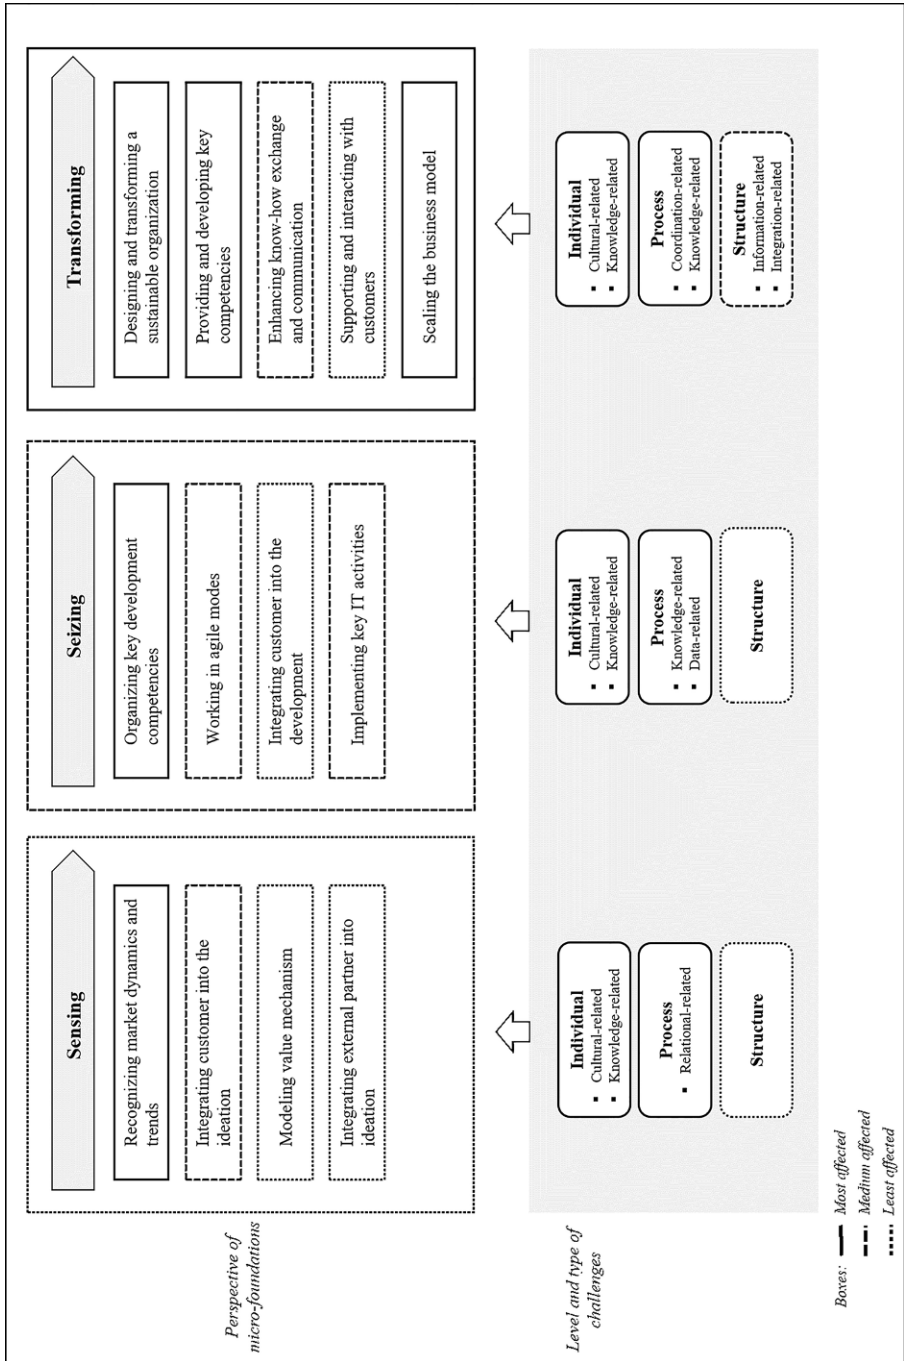 Perspective of
micro-foundations
Sensing
Recognizing market dynamics and
trends
Integrating customer into the
ideation
Modeling value mechanism
Integrating external partner into
ideation
Seizing
Organizing key development
competencies
Working in agile modes
Integrating customer into the
development
Implementing key IT activities
Transforming
Designing and transforming a
sustainable organization
Providing and developing key
competencies
Enhancing know-how exchange
and communication
Supporting and interacting with
customers
Scaling the business model
Level and type of
challenges
Individual
▪ Cultural-related
▪ Knowledge-related
Process
▪ Relational-related
Structure
Individual
▪ Cultural-related
▪ Knowledge-related
Process
▪ Knowledge-related
▪ Data-related
Structure
Individual
▪ Cultural-related
▪ Knowledge-related
Process
▪ Coordination-related
▪ Knowledge-related
Structure
▪ Information-related
▪ Integration-related
Boxes: Most affected
Medium affected
Least affected